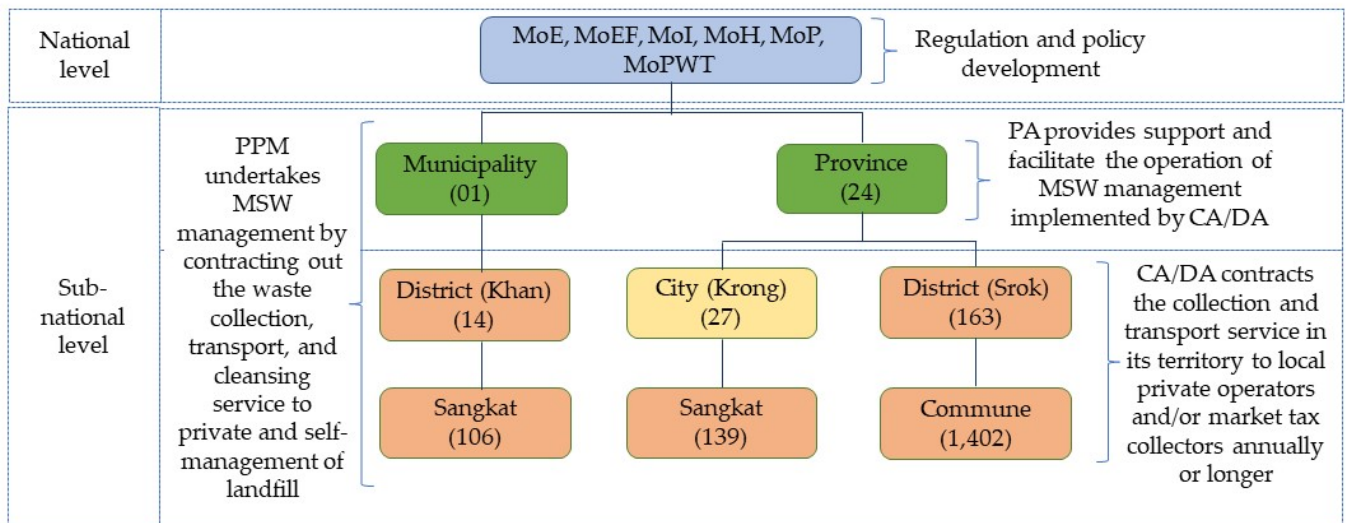 National
level
MoE, MoEF, MoI, MoH, MoP,
MoPWT
Regulation and policy
development
Sub-
national
level
PPM
undertakes
MSW
management by
contracting out
the waste
collection,
transport, and
cleansing
service to
private and self-
management of
landfill
Municipality
(01)
Province
(24)
PA provides support and
facilitate the operation of
MSW management
implemented by CA/DA
District (Khan)
(14)
City (Krong)
(27)
District (Srok)
(163)
Sangkat
(106)
Sangkat
(139)
Commune
(1,402)
CA/DA contracts
the collection and
transport service in
its territory to local
private operators
and/or market tax
collectors annually
or longer